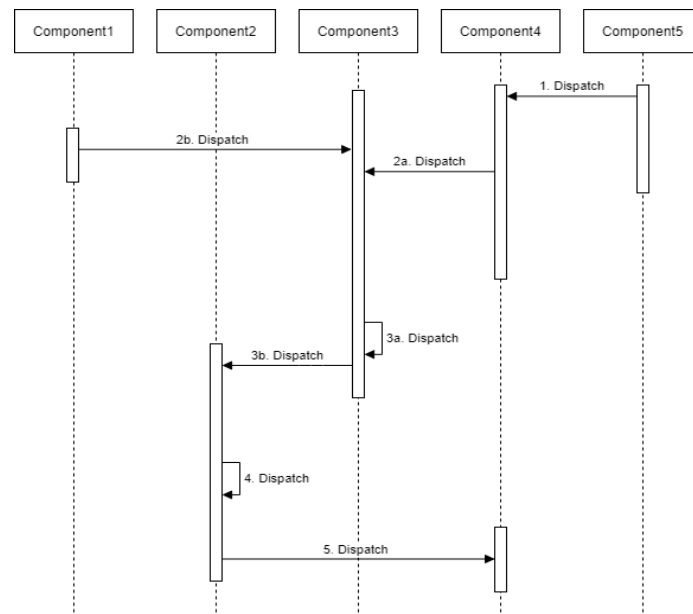 Component1
Component2
Component3
Component4
Component5
1. Dispatch
2b. Dispatch
2a. Dispatch
3a. Dispatch
3b. Dispatch
4. Dispatch
5. Dispatch